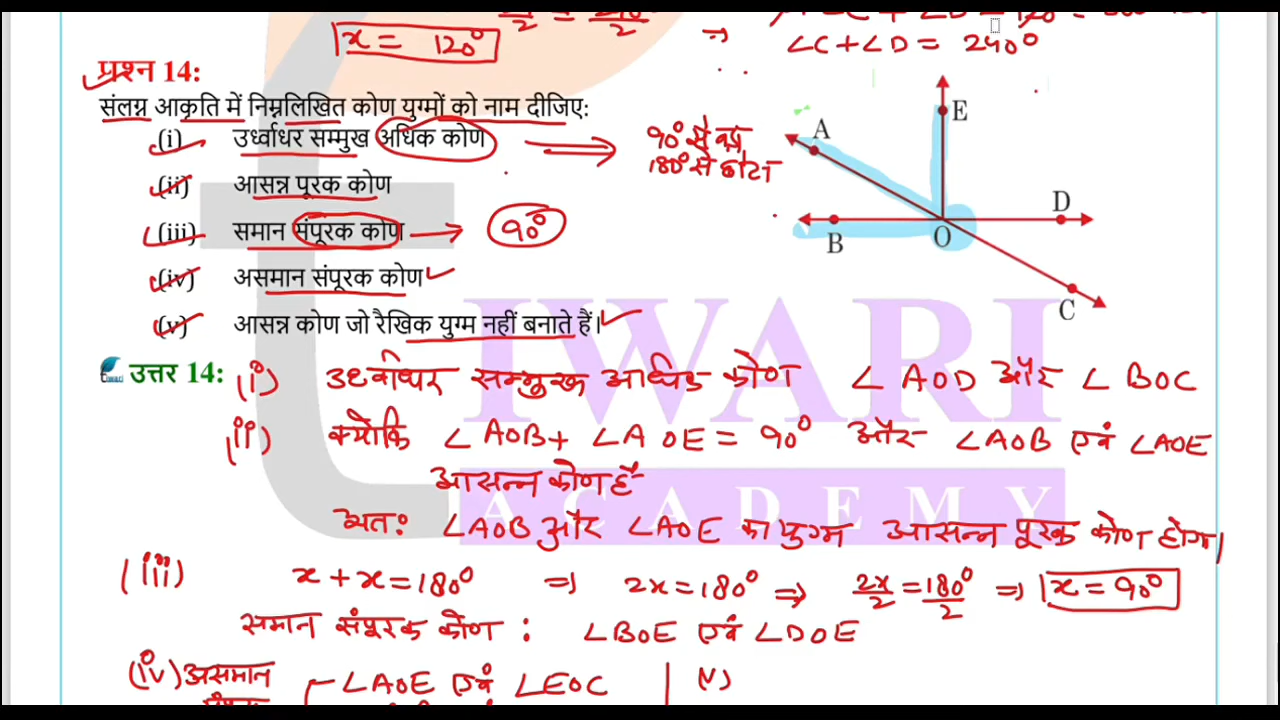 x = 120°
⇒ ∠C + ∠D = 240°
प्रश्न 14:
संलग्न आकृति में निम्नलिखित कोण युग्मों को नाम दीजिए:
(i) उर्ध्वाधर सम्मुख अधिक कोण
90° से बड़ा
180° से छोटा
(ii) आसन्न पूरक कोण
(iii) समान संपूरक कोण → 90°
(iv) असमान संपूरक कोण
(v) आसन्न कोण जो रैखिक युग्म नहीं बनाते हैं।
A
E
B
O
D
C
उत्तर 14: (i) उर्ध्वाधर सम्मुख अधिक कोण ∠AOD और ∠BOC
(ii) क्योंकि ∠AOB + ∠AOE = 90° और ∠AOB एवं ∠AOE
आसन्न कोण है
अतः ∠AOB और ∠AOE का युग्म आसन्न पूरक कोण होगा।
(iii) x + x = 180° ⇒ 2x = 180° ⇒ 2x/2 = 180°/2 ⇒ x = 90°
समान संपूरक कोण : ∠BOE एवं ∠DOE
(iv) असमान ∠AOE एवं ∠EOC (v)
IWARI
ACADEMY